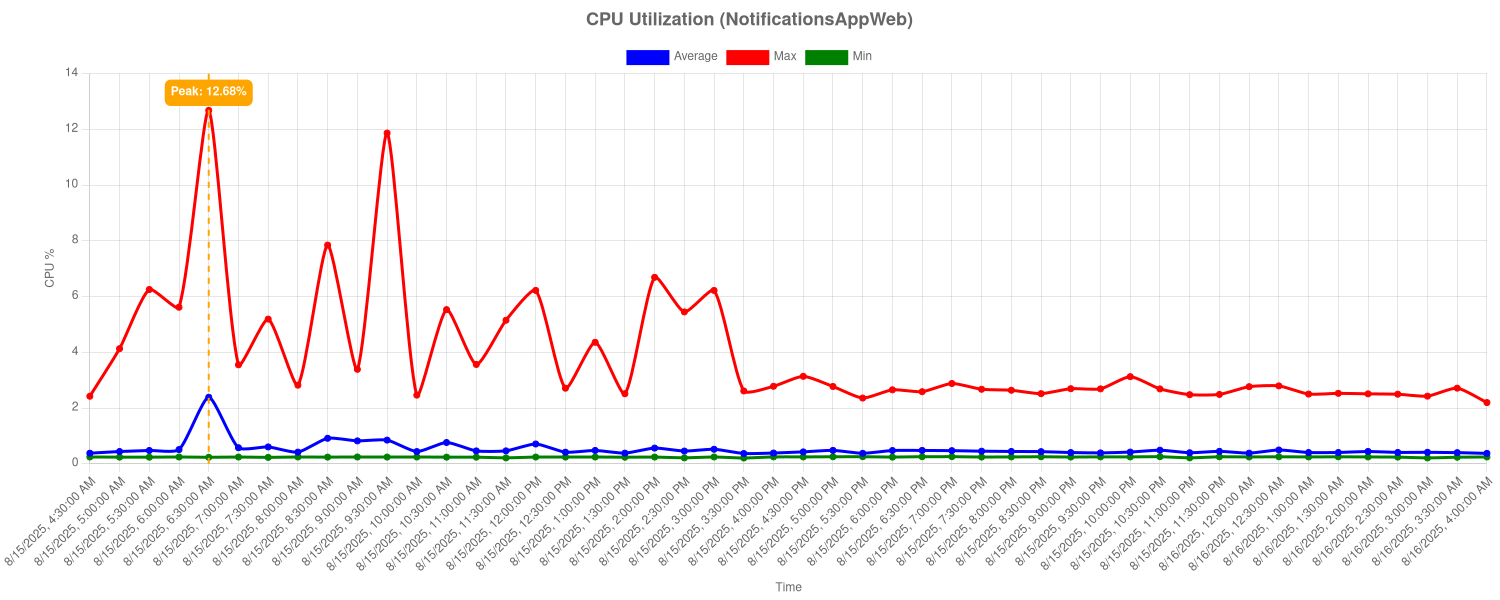 CPU Utilization (NotificationsAppWeb)
Average Max Min
14
Peak: 12.68%
12
10
8
CPU %
6
4
2
0
8/15/2025, 4:30:00 AM
8/15/2025, 5:00:00 AM
8/15/2025, 5:30:00 AM
8/15/2025, 6:00:00 AM
8/15/2025, 6:30:00 AM
8/15/2025, 7:00:00 AM
8/15/2025, 7:30:00 AM
8/15/2025, 8:00:00 AM
8/15/2025, 8:30:00 AM
8/15/2025, 9:00:00 AM
8/15/2025, 9:30:00 AM
8/15/2025, 10:00:00 AM
8/15/2025, 10:30:00 AM
8/15/2025, 11:00:00 AM
8/15/2025, 11:30:00 AM
8/15/2025, 12:00:00 PM
8/15/2025, 12:30:00 PM
8/15/2025, 1:00:00 PM
8/15/2025, 1:30:00 PM
8/15/2025, 2:00:00 PM
8/15/2025, 2:30:00 PM
8/15/2025, 3:00:00 PM
8/15/2025, 3:30:00 PM
8/15/2025, 4:00:00 PM
8/15/2025, 4:30:00 PM
8/15/2025, 5:00:00 PM
8/15/2025, 5:30:00 PM
8/15/2025, 6:00:00 PM
8/15/2025, 6:30:00 PM
8/15/2025, 7:00:00 PM
8/15/2025, 7:30:00 PM
8/15/2025, 8:00:00 PM
8/15/2025, 8:30:00 PM
8/15/2025, 9:00:00 PM
8/15/2025, 9:30:00 PM
8/15/2025, 10:00:00 PM
8/15/2025, 10:30:00 PM
8/15/2025, 11:00:00 PM
8/15/2025, 11:30:00 PM
8/16/2025, 12:00:00 AM
8/16/2025, 12:30:00 AM
8/16/2025, 1:00:00 AM
8/16/2025, 1:30:00 AM
8/16/2025, 2:00:00 AM
8/16/2025, 2:30:00 AM
8/16/2025, 3:00:00 AM
8/16/2025, 3:30:00 AM
8/16/2025, 4:00:00 AM
Time